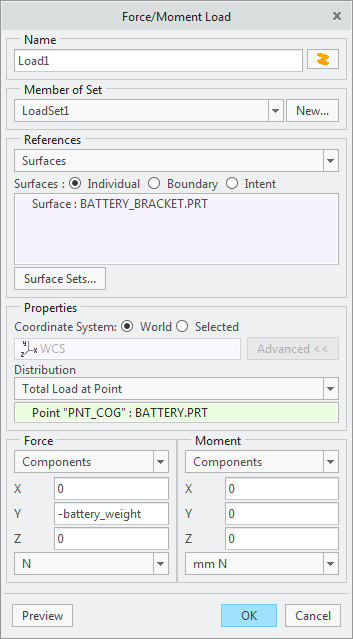 Force/Moment Load
Name
Load1
Member of Set
LoadSet1
New...
References
Surfaces
Surfaces : Individual Boundary Intent
Surface : BATTERY_BRACKET.PRT
Surface Sets...
Properties
Coordinate System: World Selected
WCS
Advanced <<
Distribution
Total Load at Point
Point "PNT_COG" : BATTERY.PRT
Force
Components
X 0
Y -battery_weight
Z 0
N
Moment
Components
X 0
Y 0
Z 0
mm N
Preview
OK
Cancel